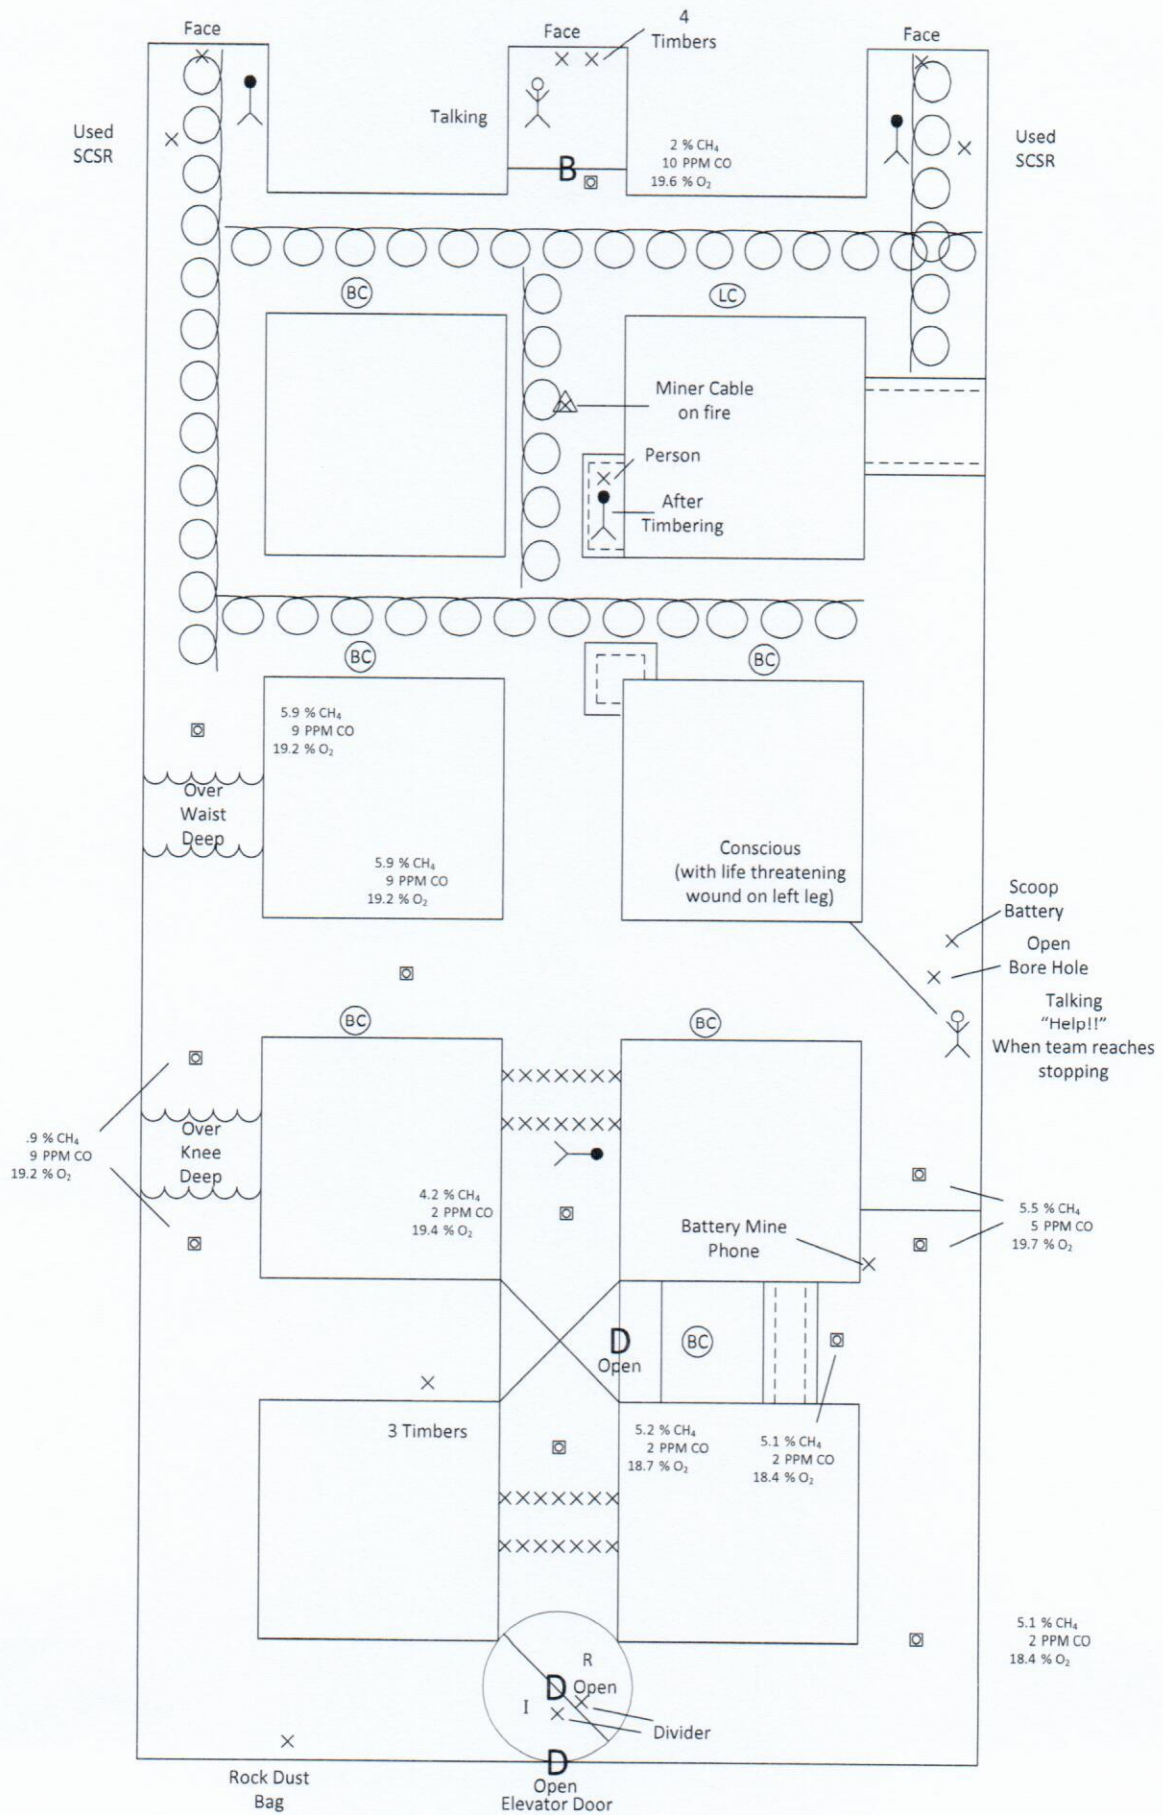 Face
Face
4
Timbers
Face
Used
SCSR
Talking
2 % CH₄
10 PPM CO
19.6 % O₂
Used
SCSR
B
BC
LC
Miner Cable
on fire
Person
After
Timbering
BC
BC
5.9 % CH₄
9 PPM CO
19.2 % O₂
Over
Waist
Deep
5.9 % CH₄
9 PPM CO
19.2 % O₂
Conscious
(with life threatening
wound on left leg)
Scoop
Battery
Open
Bore Hole
Talking
"Help!!"
When team reaches
stopping
BC
BC
.9 % CH₄
9 PPM CO
19.2 % O₂
Over
Knee
Deep
4.2 % CH₄
2 PPM CO
19.4 % O₂
Battery Mine
Phone
5.5 % CH₄
5 PPM CO
19.7 % O₂
D
Open
BC
3 Timbers
5.2 % CH₄
2 PPM CO
18.7 % O₂
5.1 % CH₄
2 PPM CO
18.4 % O₂
5.1 % CH₄
2 PPM CO
18.4 % O₂
R
D Open
I
Divider
Rock Dust
Bag
D
Open
Elevator Door